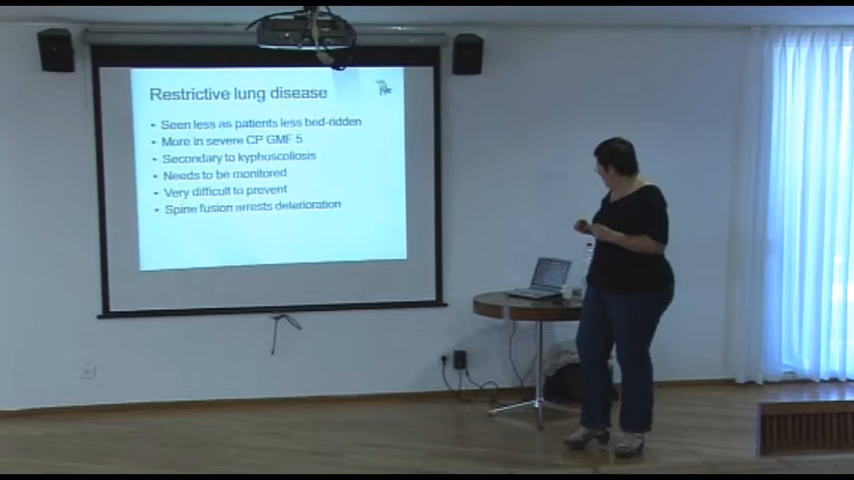 Restrictive lung disease
• Seen less as patients less bed-ridden
• More in severe CP GMF 5
• Secondary to kyphoscoliosis
• Needs to be monitored
• Very difficult to prevent
• Spine fusion arrests deterioration